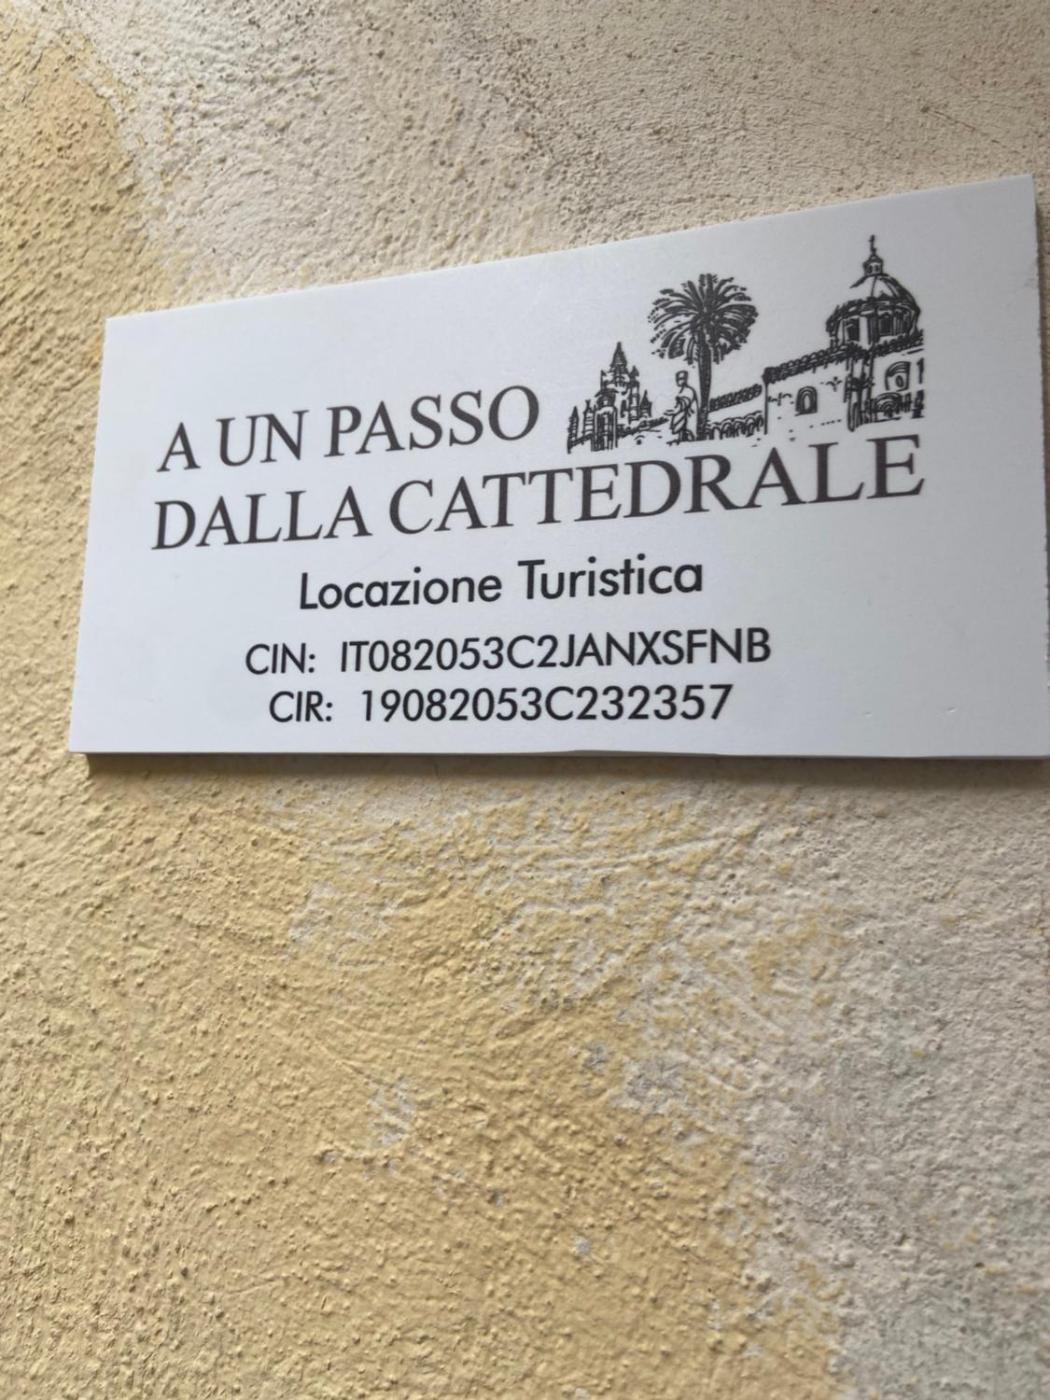 A UN PASSO
DALLA CATTEDRALE
Locazione Turistica
CIN: IT082053C2JANXSFNB
CIR: 19082053C232357